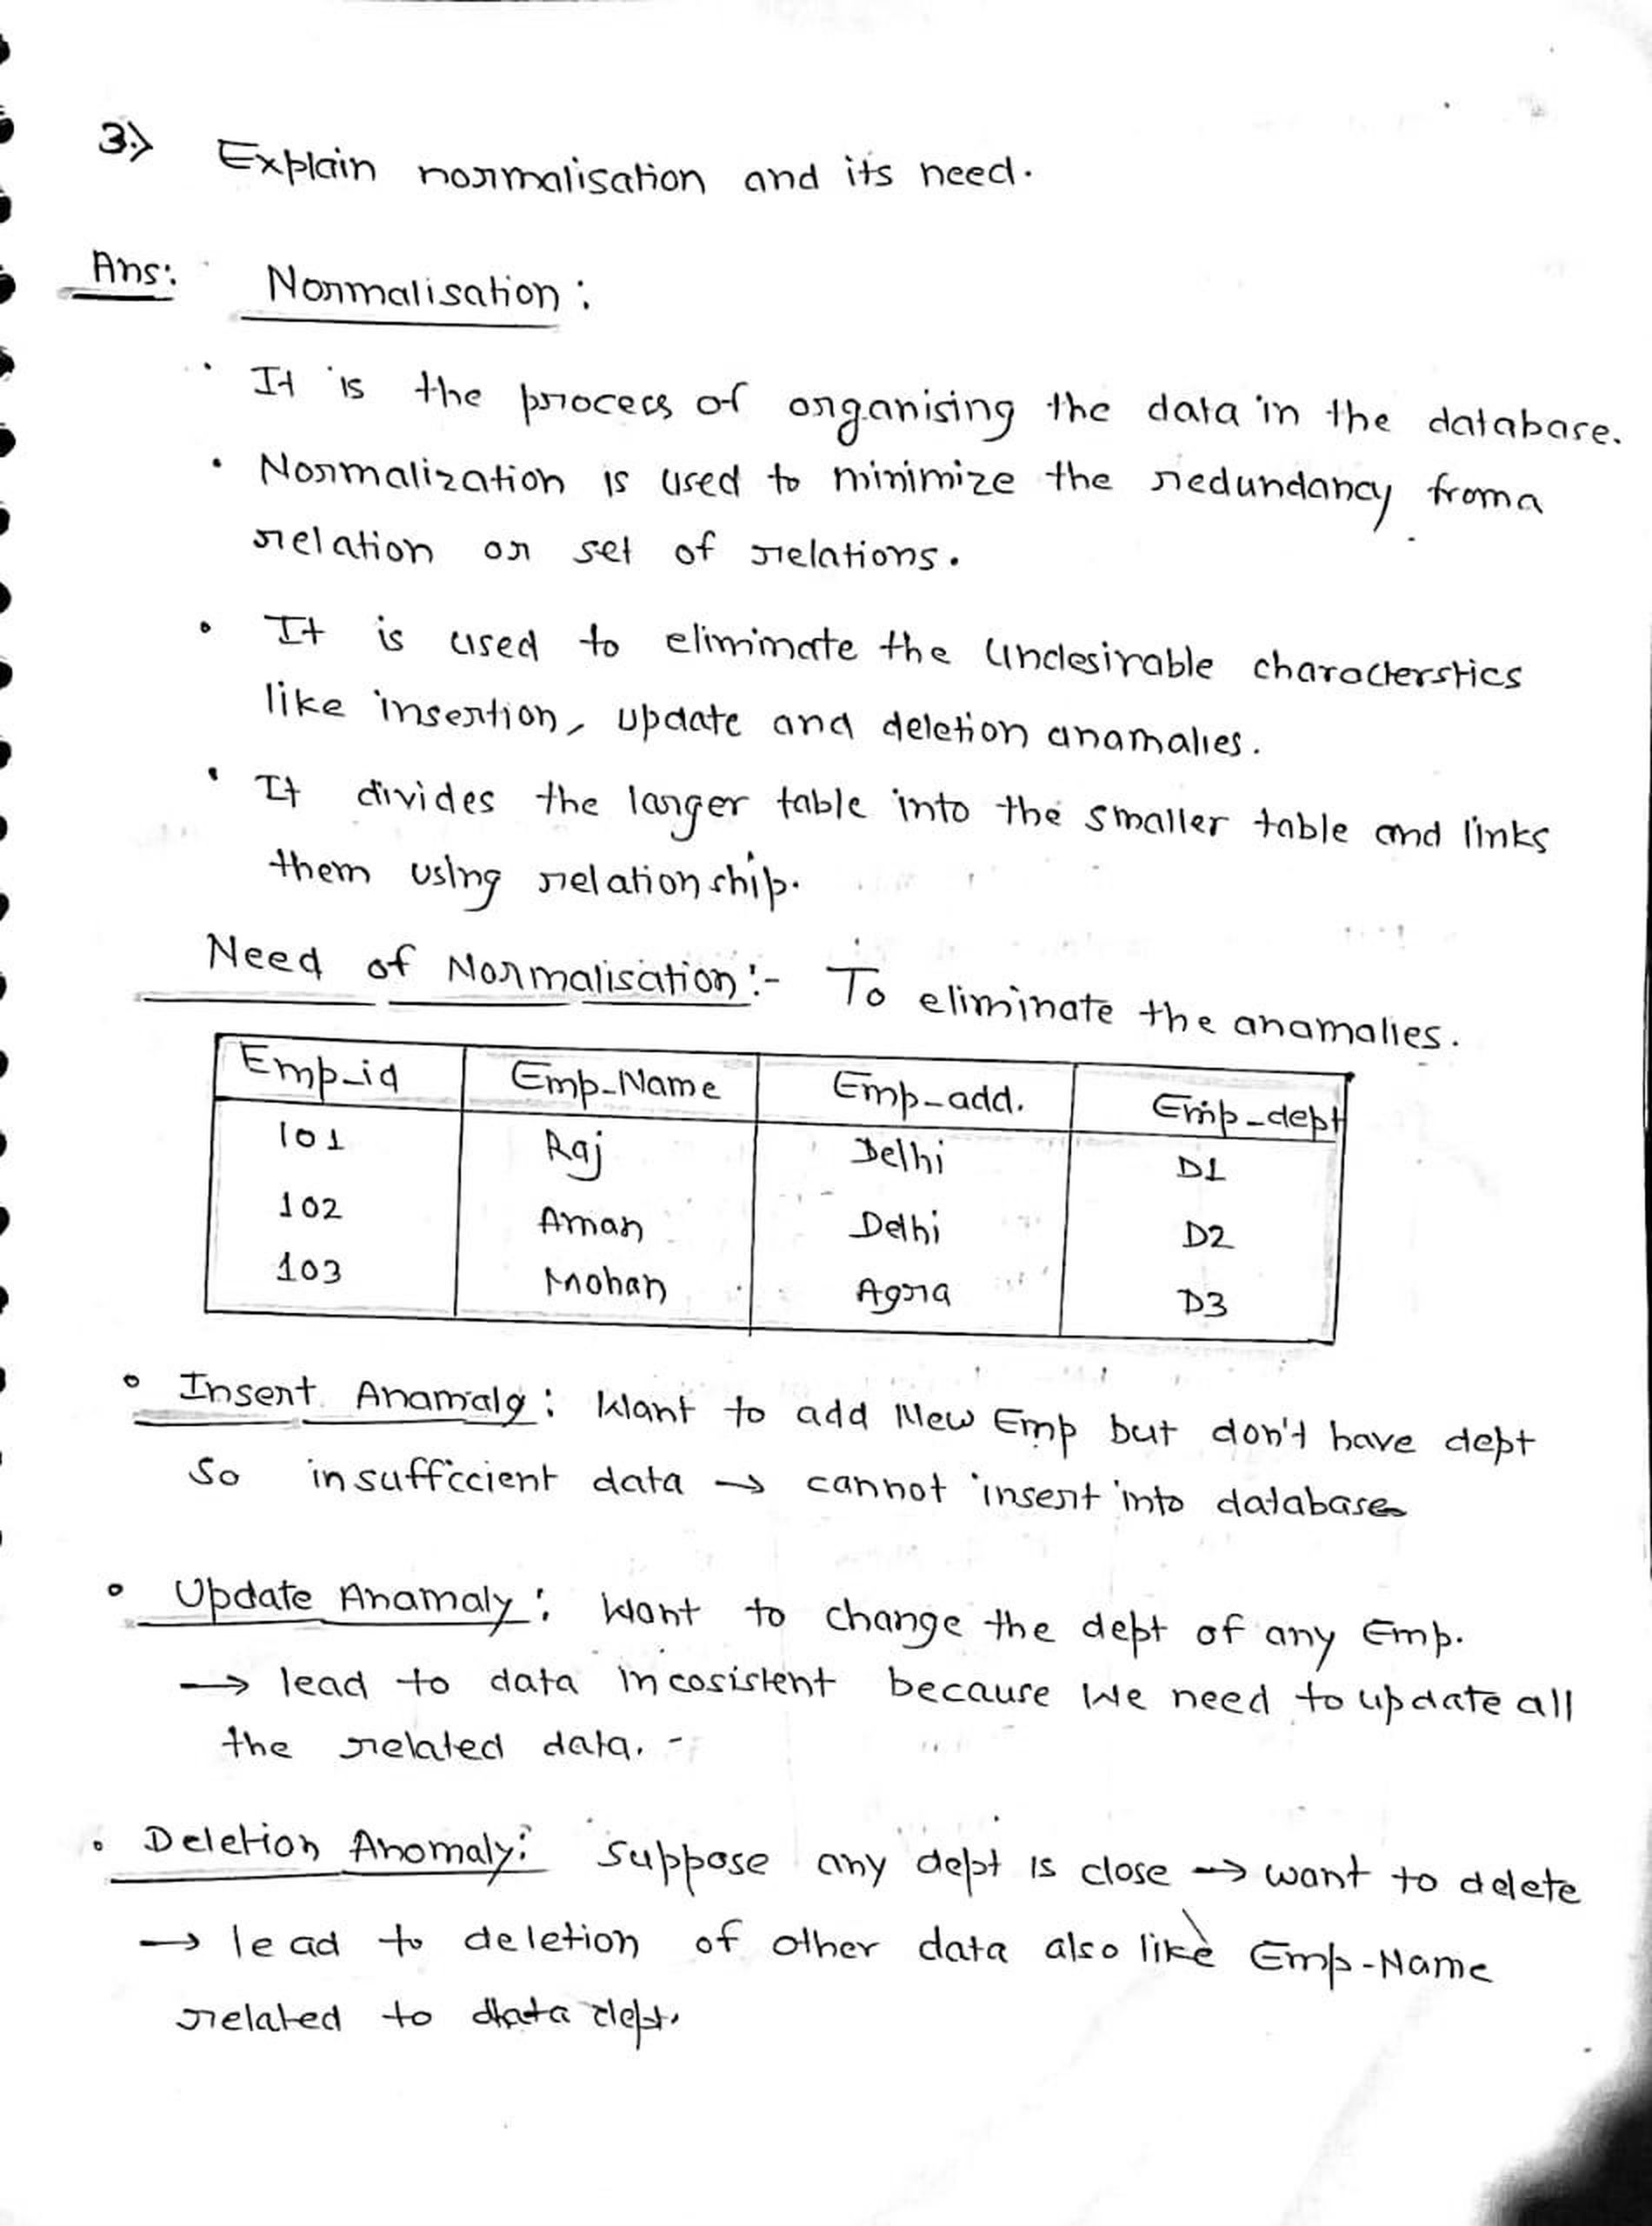 3.) Explain normalisation and its need.
Ans: Normalisation :
• It is the process of organising the data in the database.
• Normalization is used to minimize the redundancy from a
relation or set of relations.
• It is used to eliminate the undesirable characterstics
like insertion, update and deletion anamalies.
• It divides the larger table into the smaller table and links
them using relationship.
Need of Normalisation :- To eliminate the anamalies.
Emp_id Emp_Name Emp_add. Emp_dept
101 Raj Delhi D1
102 Aman Delhi D2
103 Mohan Agra D3
• Insert Anamaly : Want to add New Emp but don't have dept
So insufficient data → cannot insert into database
• Update Anamaly : Want to change the dept of any Emp.
→ lead to data incosistent because we need to update all
the related data. -
• Deletion Anomaly : Suppose any dept is close → want to delete
→ lead to deletion of other data also like Emp-Name
related to data dept.